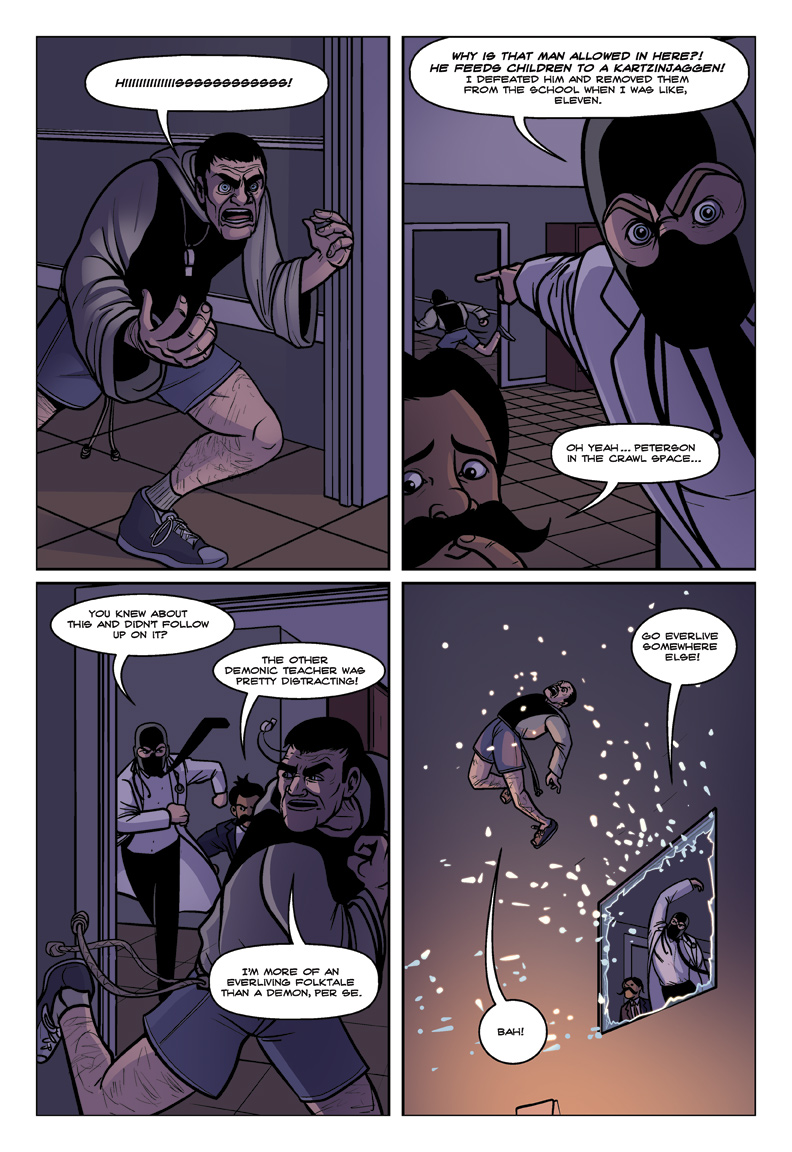 HIIIIIIIIIIIIISSSSSSSSSSSS!
WHY IS THAT MAN ALLOWED IN HERE?!
HE FEEDS CHILDREN TO A KARTZINJAGGEN!
I DEFEATED HIM AND REMOVED THEM
FROM THE SCHOOL WHEN I WAS LIKE,
ELEVEN.
OH YEAH... PETERSON
IN THE CRAWL SPACE...
YOU KNEW ABOUT
THIS AND DIDN'T FOLLOW
UP ON IT?
THE OTHER
DEMONIC TEACHER WAS
PRETTY DISTRACTING!
I'M MORE OF AN
EVERLIVING FOLKTALE
THAN A DEMON, PER SE.
GO EVERLIVE
SOMEWHERE
ELSE!
BAH!